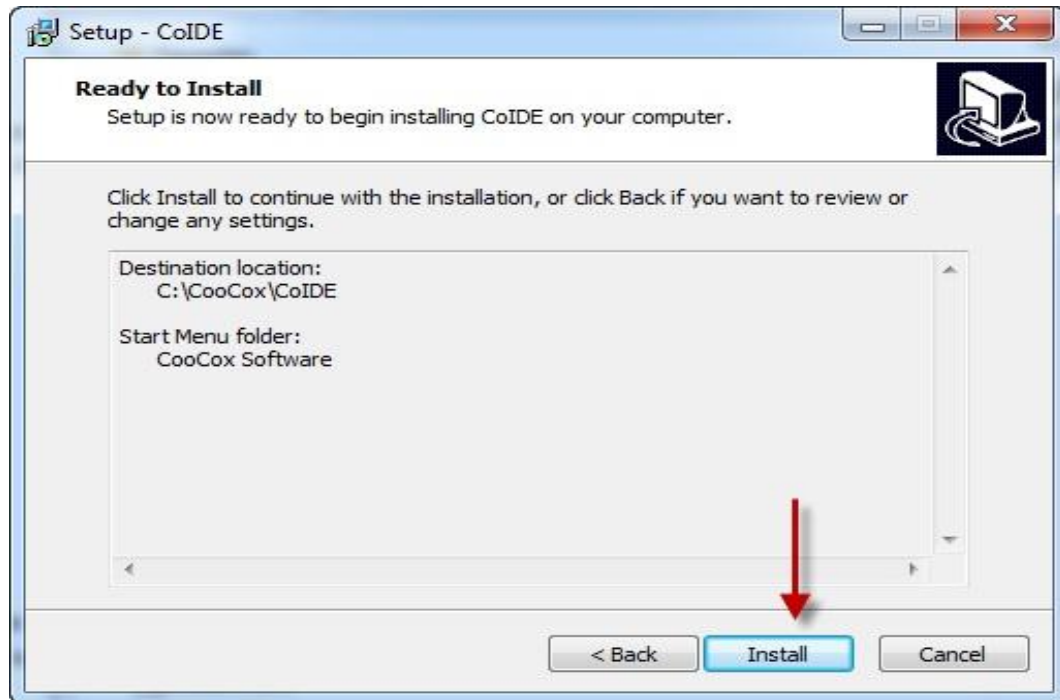 Setup - CoIDE
Ready to Install
Setup is now ready to begin installing CoIDE on your computer.
Click Install to continue with the installation, or click Back if you want to review or
change any settings.
Destination location:
C:\CooCox\CoIDE
Start Menu folder:
CooCox Software
< Back
Install
Cancel